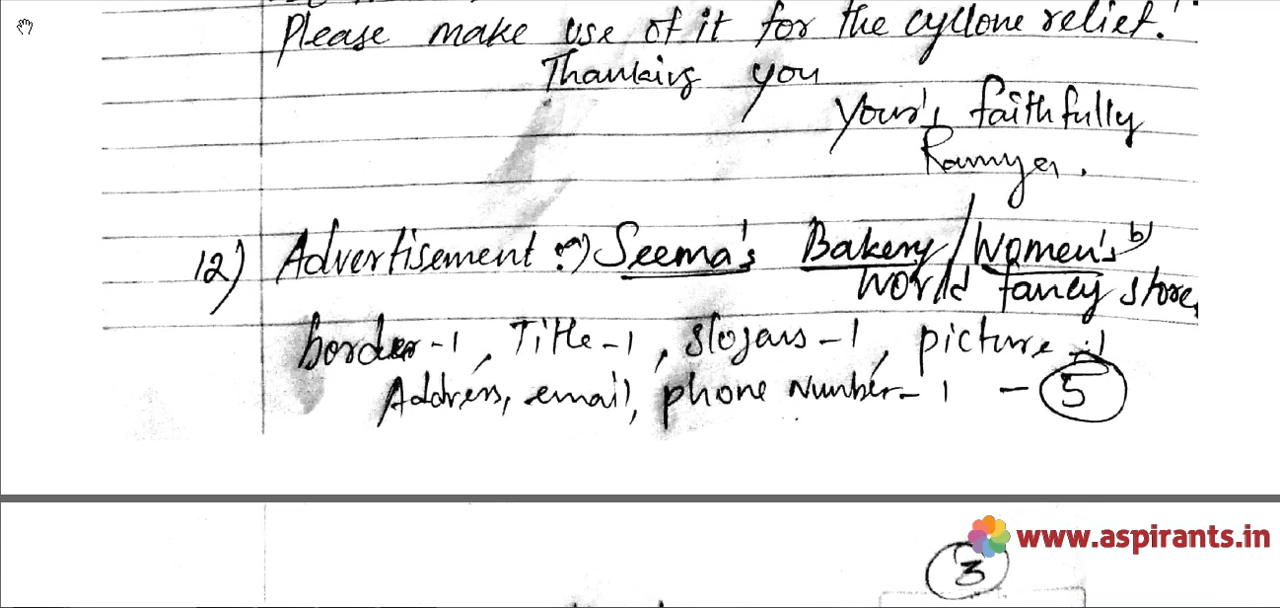 Please make use of it for the cyclone relief."
Thanking you
Your's faithfully
Ramya.
12) Advertisement a) Seema's Bakery / Women's b)
World fancy store,
border - 1, Title - 1, slogans - 1, picture - 1
Address, email, phone number - 1 - 5
www.aspirants.in
3